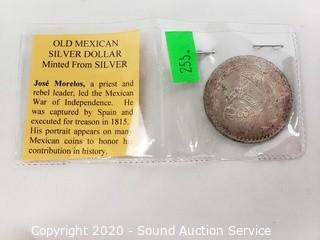 OLD MEXICAN
SILVER DOLLAR
Minted From SILVER
José Morelos, a priest and
rebel leader, led the Mexican
War of Independence. He
was captured by Spain and
executed for treason in 1815.
His portrait appears on many
Mexican coins to honor his
contribution in history.
255.
Copyright 2020 - Sound Auction Service